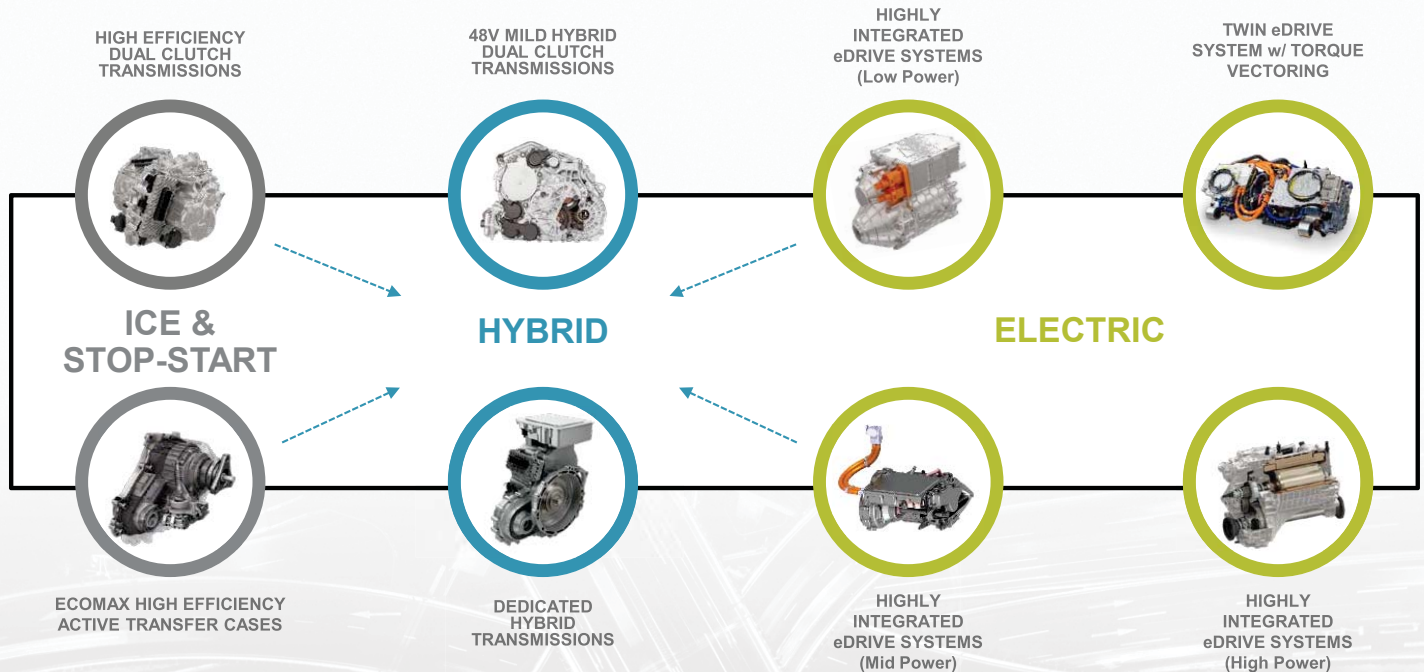 HIGH EFFICIENCY
DUAL CLUTCH
TRANSMISSIONS
48V MILD HYBRID
DUAL CLUTCH
TRANSMISSIONS
HIGHLY
INTEGRATED
eDRIVE SYSTEMS
(Low Power)
TWIN eDRIVE
SYSTEM w/ TORQUE
VECTORING
ICE &
STOP-START
HYBRID
ELECTRIC
ECOMAX HIGH EFFICIENCY
ACTIVE TRANSFER CASES
DEDICATED
HYBRID
TRANSMISSIONS
HIGHLY
INTEGRATED
eDRIVE SYSTEMS
(Mid Power)
HIGHLY
INTEGRATED
eDRIVE SYSTEMS
(High Power)